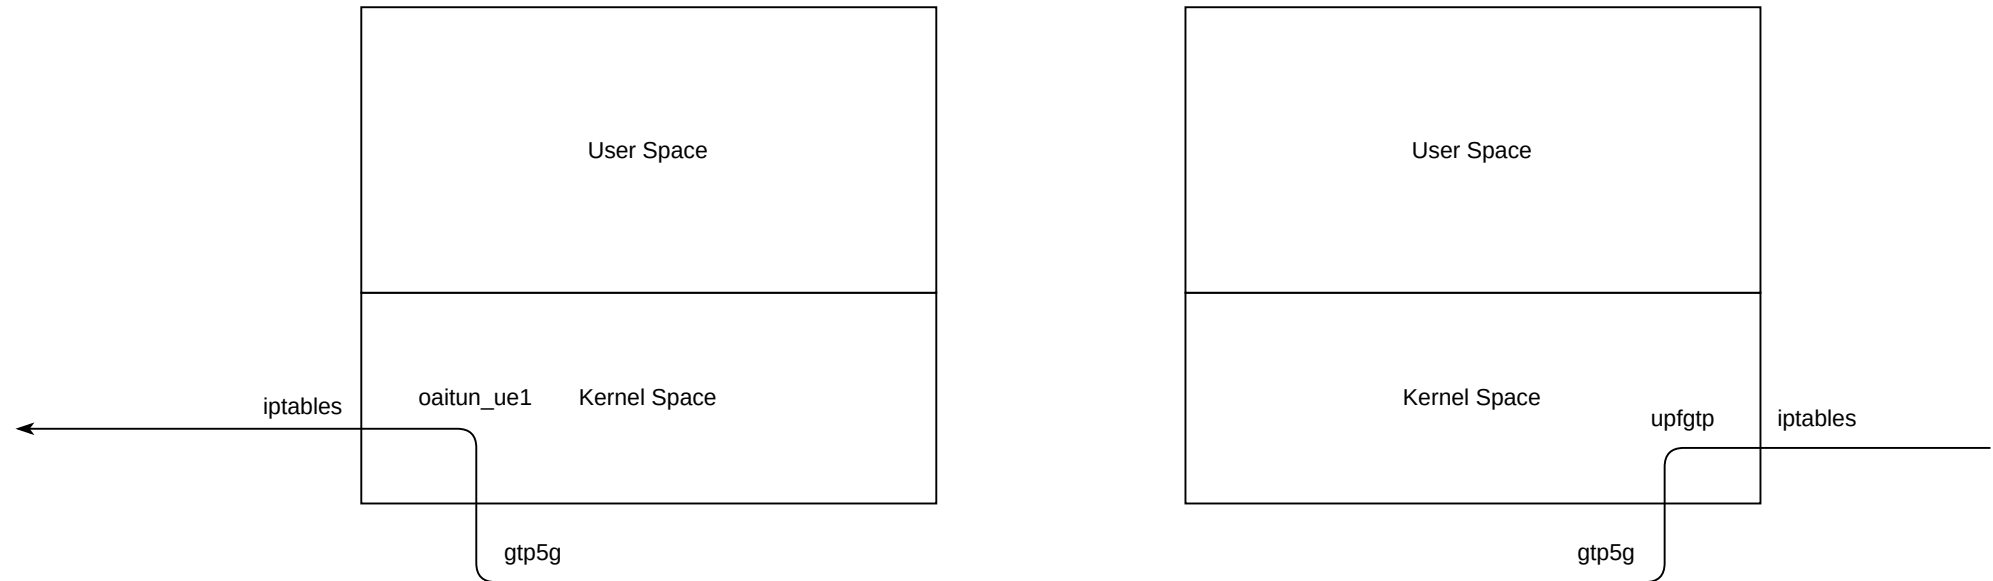 User Space
User Space
iptables
oaitun_ue1
Kernel Space
Kernel Space
upfgtp
iptables
gtp5g
gtp5g